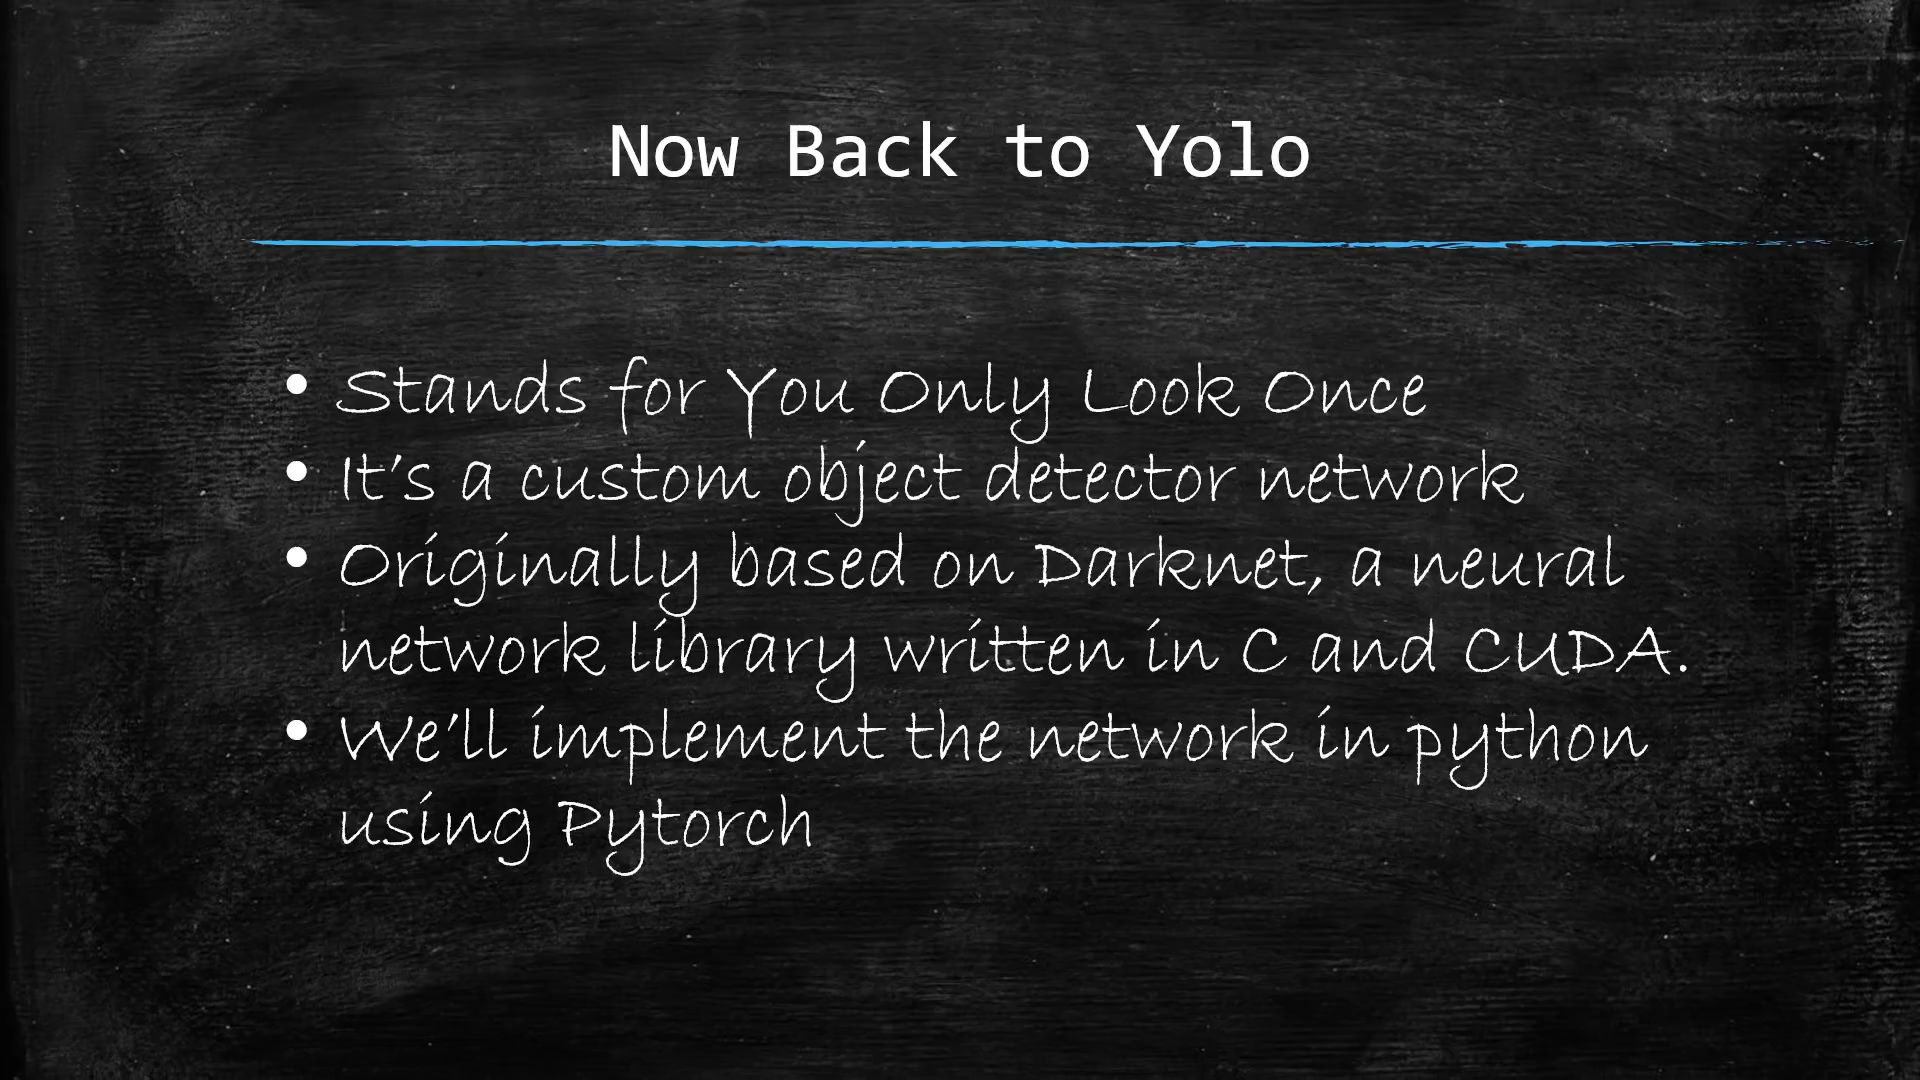 Now Back to Yolo
• Stands for You Only Look Once
• It's a custom object detector network
• Originally based on Darknet, a neural
network library written in C and CUDA.
• We'll implement the network in python
using Pytorch